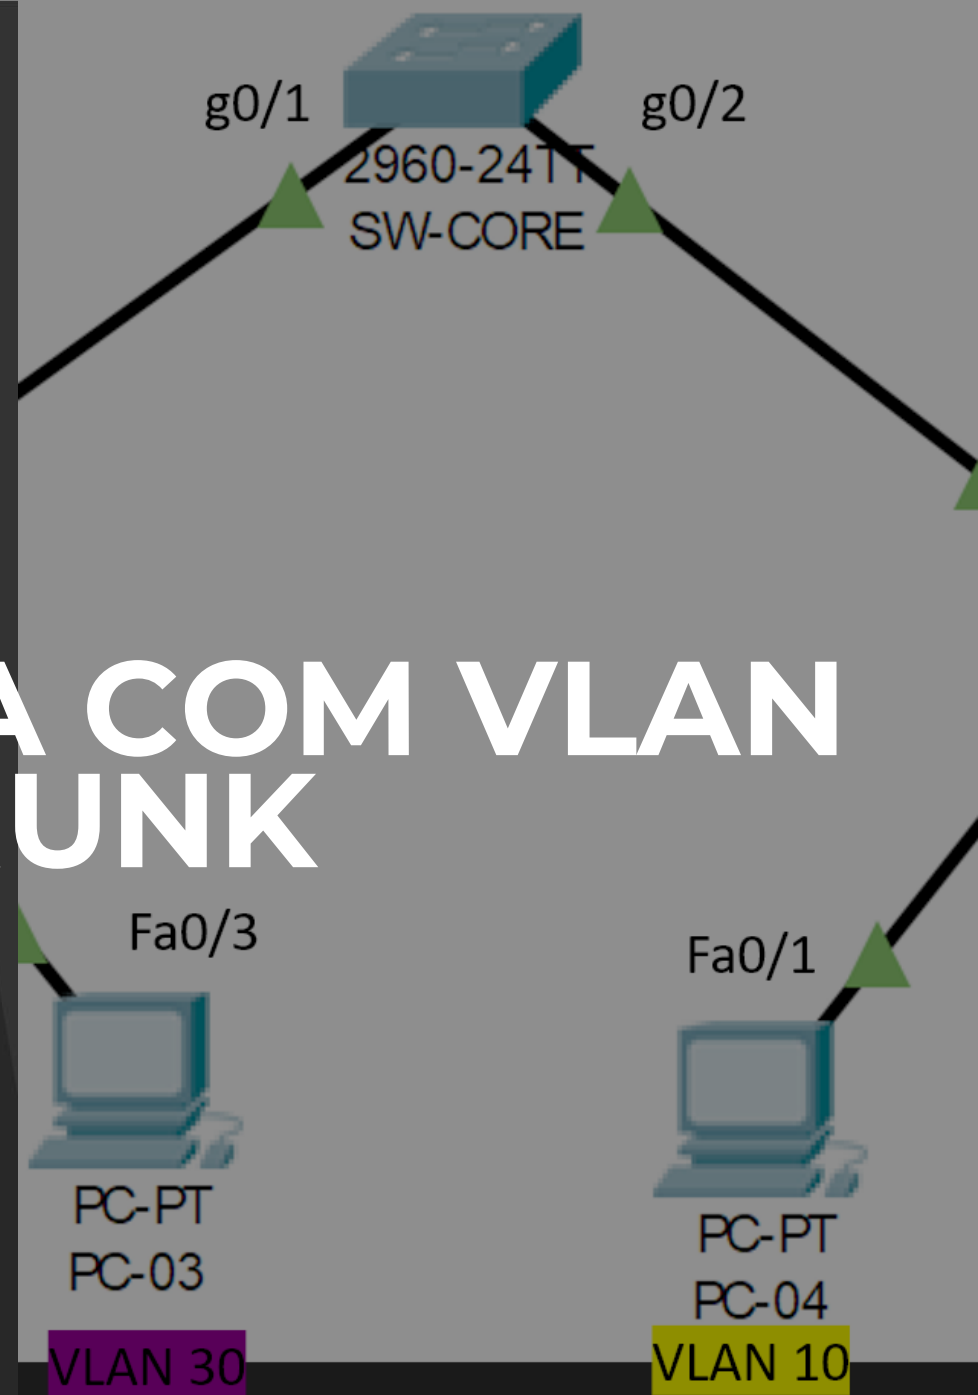 g0/1
g0/2
2960-24TT
SW-CORE
A COM VLAN
UNK
Fa0/3
Fa0/1
PC-PT
PC-03
VLAN 30
PC-PT
PC-04
VLAN 10